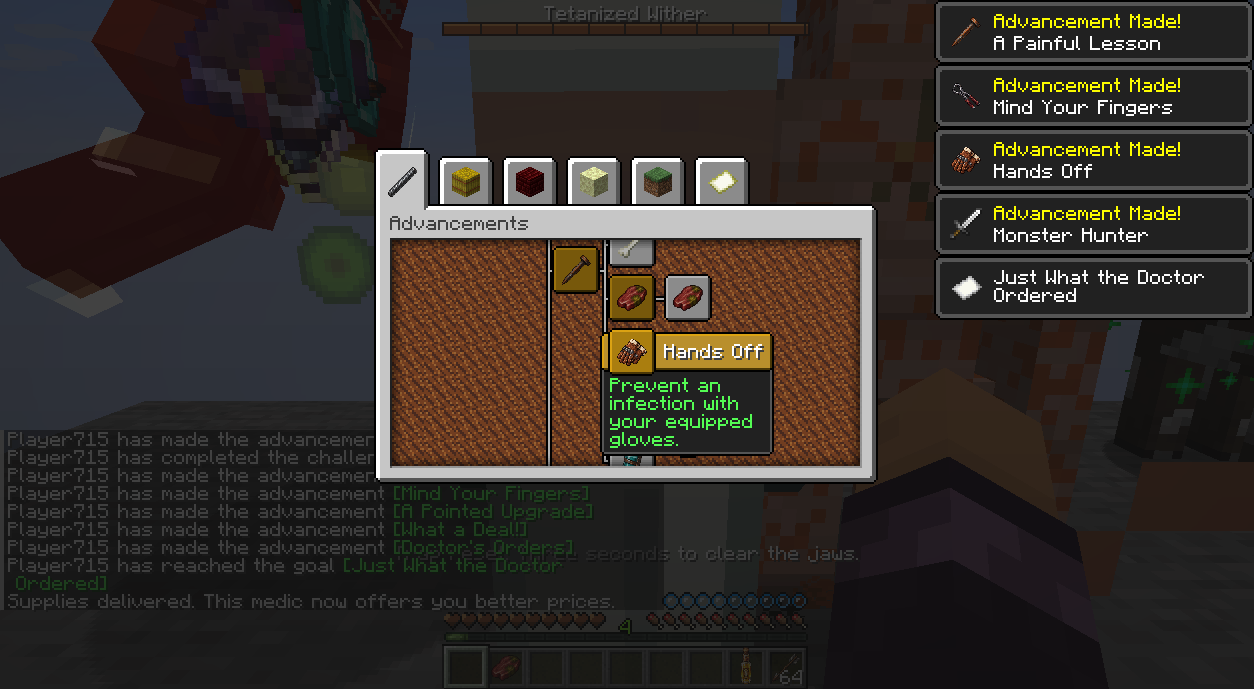 Tetanized Wither
Advancement Made!
A Painful Lesson
Advancement Made!
Mind Your Fingers
Advancement Made!
Hands Off
Advancement Made!
Monster Hunter
Just What the Doctor
Ordered
Advancements
Hands Off
Prevent an
infection with
your equipped
gloves.
Player715 has made the advancemen
Player715 has completed the challen
Player715 has made the advancemen
Player715 has made the advancement [Mind Your Fingers]
Player715 has made the advancement [A Pointed Upgrade]
Player715 has made the advancement [What a Deal!]
Player715 has made the advancement [Doctor's Orders]
seconds to clear the jaws.
Player715 has reached the goal [Just What the Doctor
Ordered]
Supplies delivered. This medic now offers you better prices.
4
64